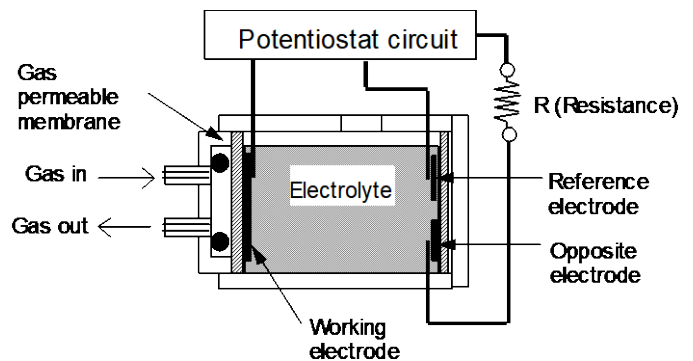 Potentiostat circuit
Gas
permeable
membrane
R (Resistance)
Gas in
Electrolyte
Reference
electrode
Gas out
Opposite
electrode
Working
electrode